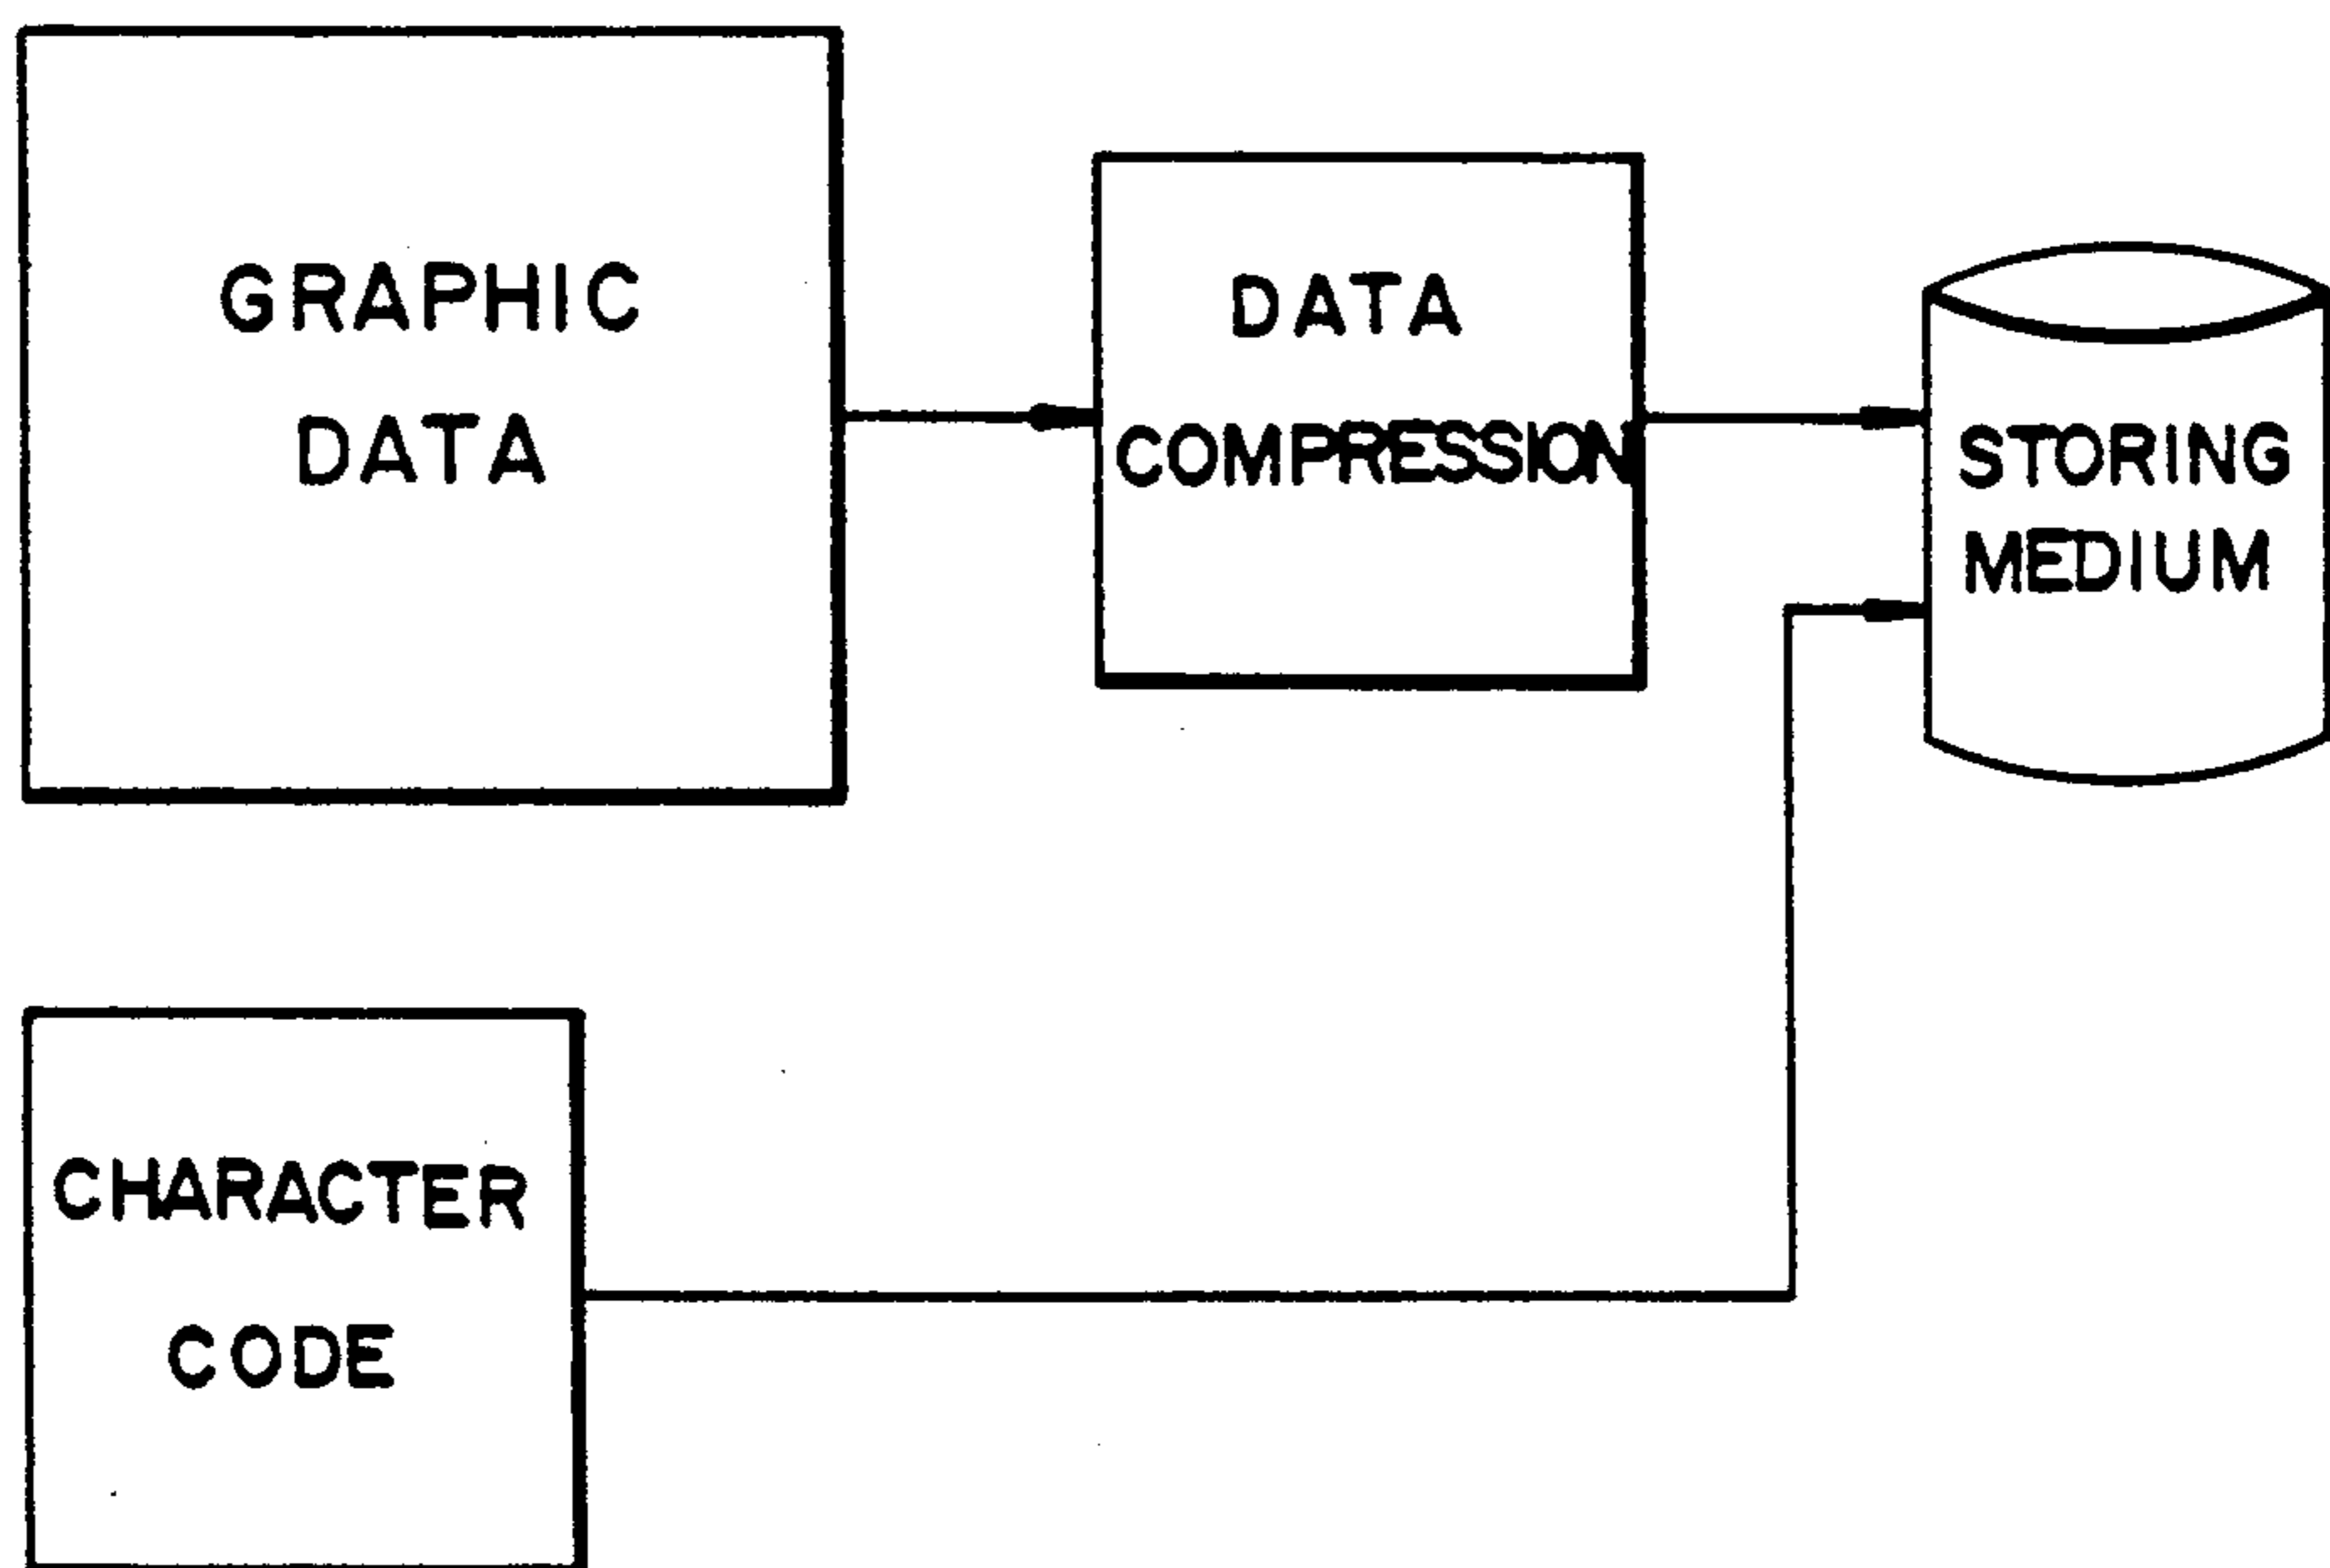 GRAPHIC
DATA
DATA
COMPRESSION
STORING
MEDIUM
CHARACTER
CODE